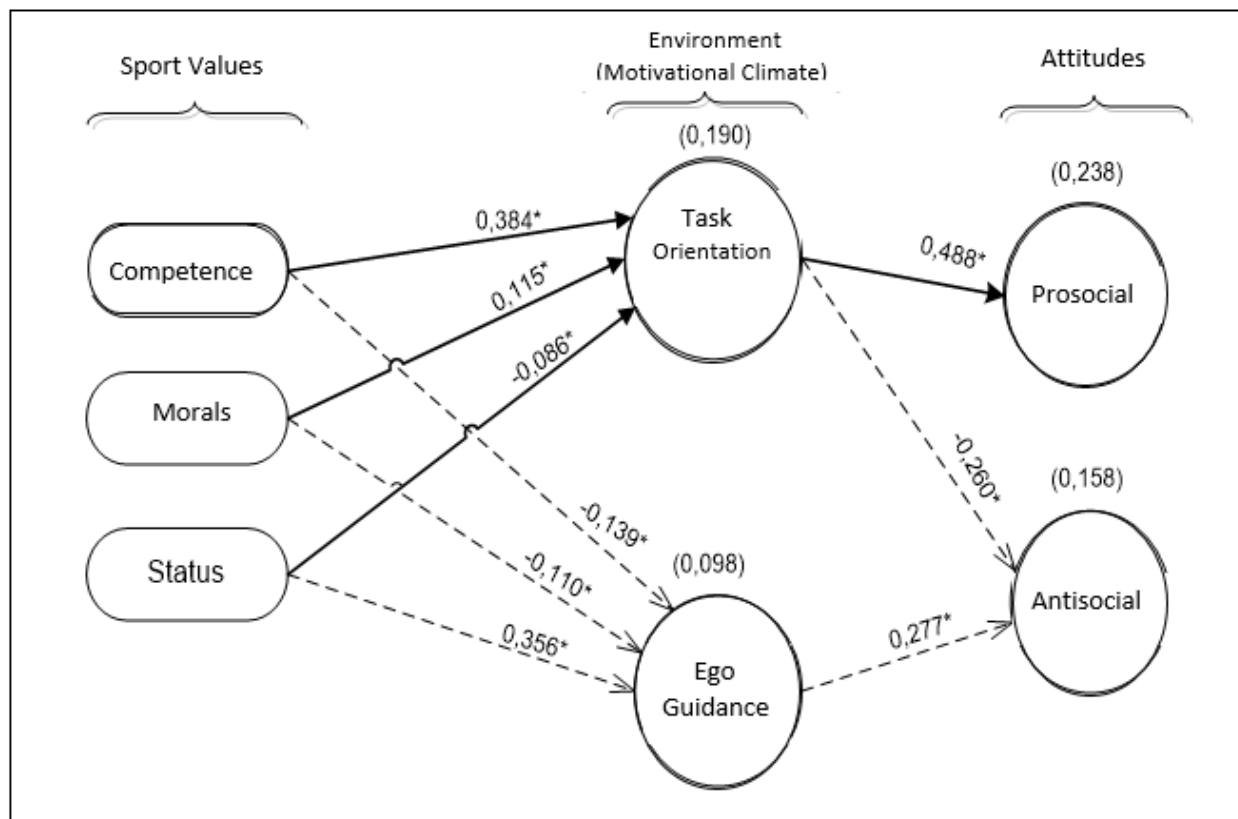 Sport Values
Environment
(Motivational Climate)
Attitudes
(0,190)
(0,238)
Competence
0,384*
Task
Orientation
0,488*
Prosocial
0,115*
-0,086*
Morals
-0,260*
(0,158)
-0,139*
-0,110*
(0,098)
Status
0,356*
Ego
Guidance
0,277*
Antisocial